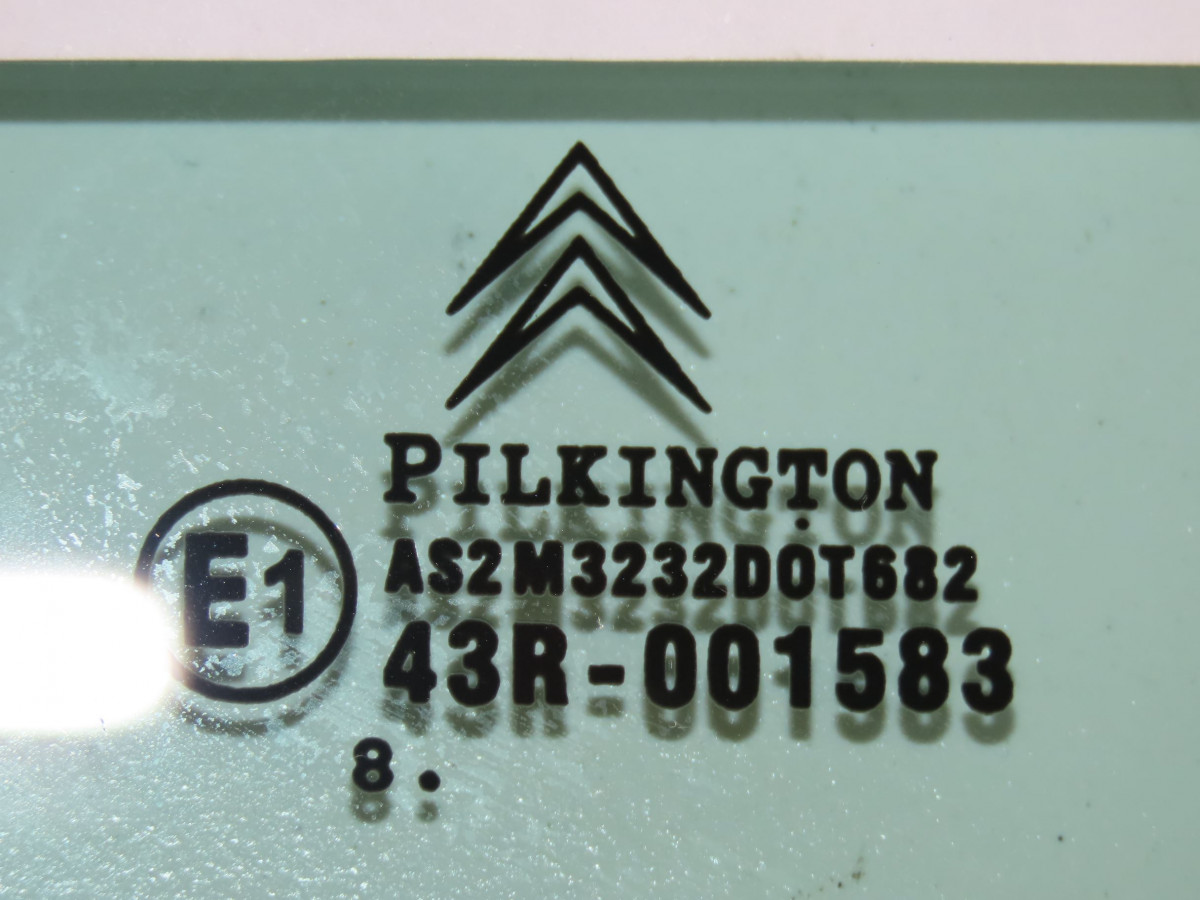 PILKINGTON
E1
AS2M3232DOT682
43R-001583
8.